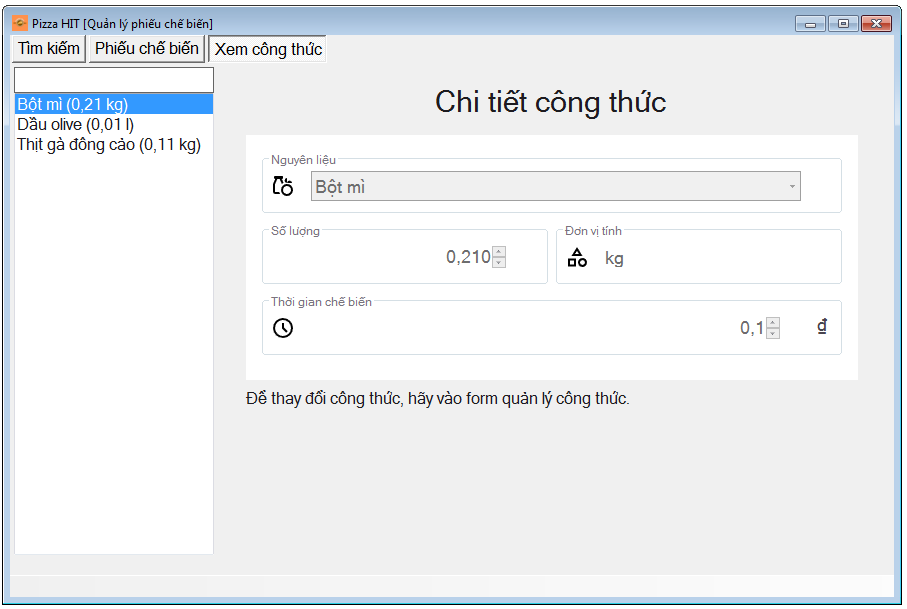 Pizza HIT [Quản lý phiếu chế biến]
Tìm kiếm Phiếu chế biến Xem công thức
Bột mì (0,21 kg)
Dầu olive (0,01 l)
Thịt gà đông cảo (0,11 kg)
Chi tiết công thức
Nguyên liệu
Bột mì
Số lượng
0,210
Đơn vị tính
kg
Thời gian chế biến
0,1 ₫
Để thay đổi công thức, hãy vào form quản lý công thức.